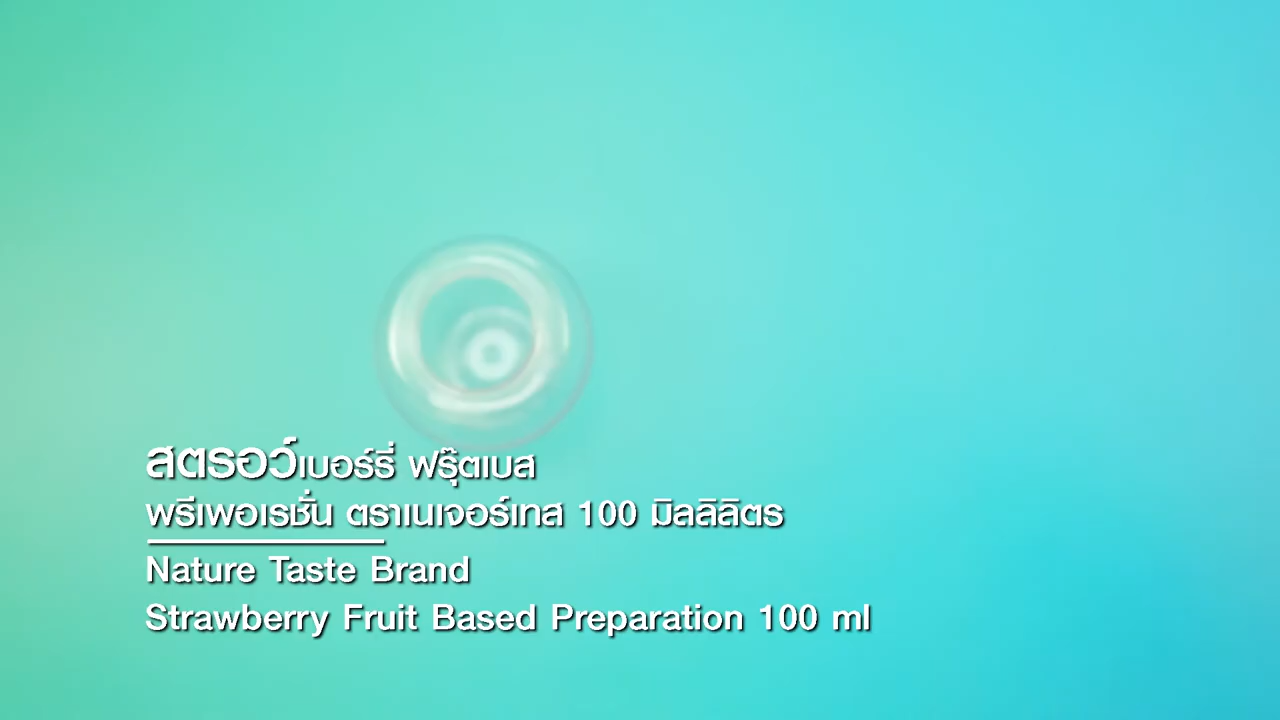 สตรอว์เบอร์รี่ ฟรุ๊ตเบส
พรีเพอเรชั่น ตราเนเจอร์เทส 100 มิลลิลิตร
Nature Taste Brand
Strawberry Fruit Based Preparation 100 ml